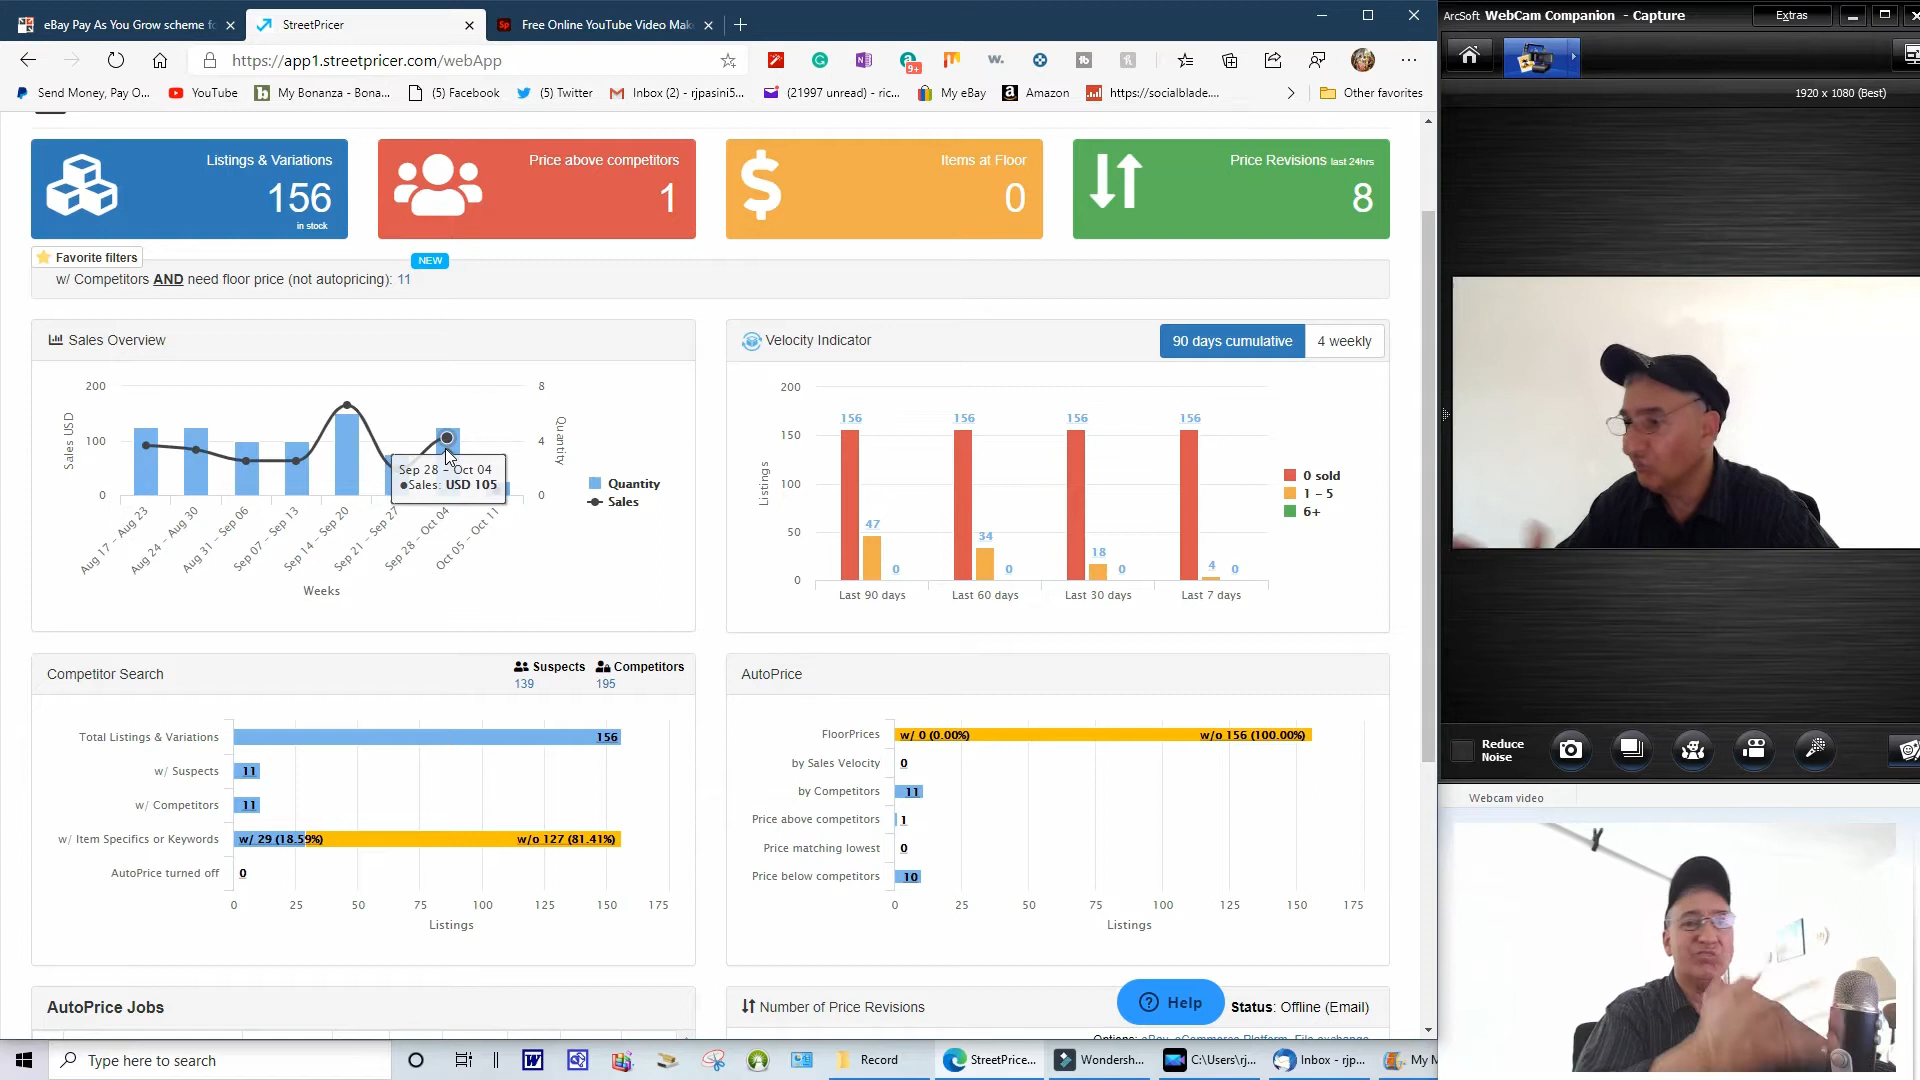 eBay Pay As You Grow scheme fo
StreetPricer
Free Online YouTube Video Mak
ArcSoft WebCam Companion - Capture
Extras
https://app1.streetpricer.com/webApp
9+
1920 x 1080 (Best)
Send Money, Pay O...
YouTube
My Bonanza - Bona...
(5) Facebook
(5) Twitter
Inbox (2) - rjpasini5...
(21997 unread) - ric...
My eBay
Amazon
https://socialblade....
Other favorites
Listings & Variations
156
in stock
Price above competitors
1
Items at Floor
0
Price Revisions last 24hrs
8
Favorite filters
NEW
w/ Competitors AND need floor price (not autopricing): 11
Sales Overview
200
100
0
Sales USD
8
4
0
Quantity
Sep 28 - Oct 04
Sales: USD 105
Quantity
Sales
Aug 17 - Aug 23
Aug 24 - Aug 30
Aug 31 - Sep 06
Sep 07 - Sep 13
Sep 14 - Sep 20
Sep 21 - Sep 27
Sep 28 - Oct 04
Oct 05 - Oct 11
Weeks
Velocity Indicator
90 days cumulative
4 weekly
200
150
100
50
0
Listings
156
47
0
156
34
0
156
18
0
156
4
0
Last 90 days
Last 60 days
Last 30 days
Last 7 days
0 sold
1 - 5
6+
Competitor Search
Suspects
139
Competitors
195
Total Listings & Variations
156
w/ Suspects
11
w/ Competitors
11
w/ Item Specifics or Keywords
w/ 29 (18.59%)
w/o 127 (81.41%)
AutoPrice turned off
0
0 25 50 75 100 125 150 175
Listings
AutoPrice
FloorPrices
w/ 0 (0.00%)
w/o 156 (100.00%)
by Sales Velocity
0
by Competitors
11
Price above competitors
1
Price matching lowest
0
Price below competitors
10
0 25 50 75 100 125 150 175
Listings
Reduce
Noise
Webcam video
AutoPrice Jobs
Number of Price Revisions
Help
Status: Offline (Email)
Type here to search
Record
StreetPrice...
Wondersh...
C:\Users\rj...
Inbox - rjp...
My M